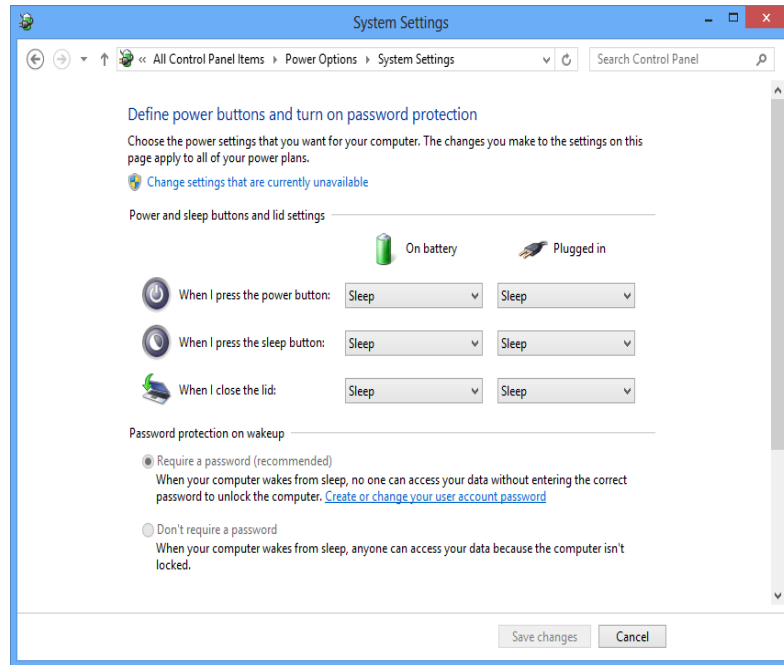 System Settings
« All Control Panel Items Power Options System Settings
Search Control Panel
Define power buttons and turn on password protection
Choose the power settings that you want for your computer. The changes you make to the settings on this
page apply to all of your power plans.
Change settings that are currently unavailable
Power and sleep buttons and lid settings
On battery Plugged in
When I press the power button: Sleep Sleep
When I press the sleep button: Sleep Sleep
When I close the lid: Sleep Sleep
Password protection on wakeup
Require a password (recommended)
When your computer wakes from sleep, no one can access your data without entering the correct
password to unlock the computer. Create or change your user account password
Don't require a password
When your computer wakes from sleep, anyone can access your data because the computer isn't
locked.
Save changes Cancel